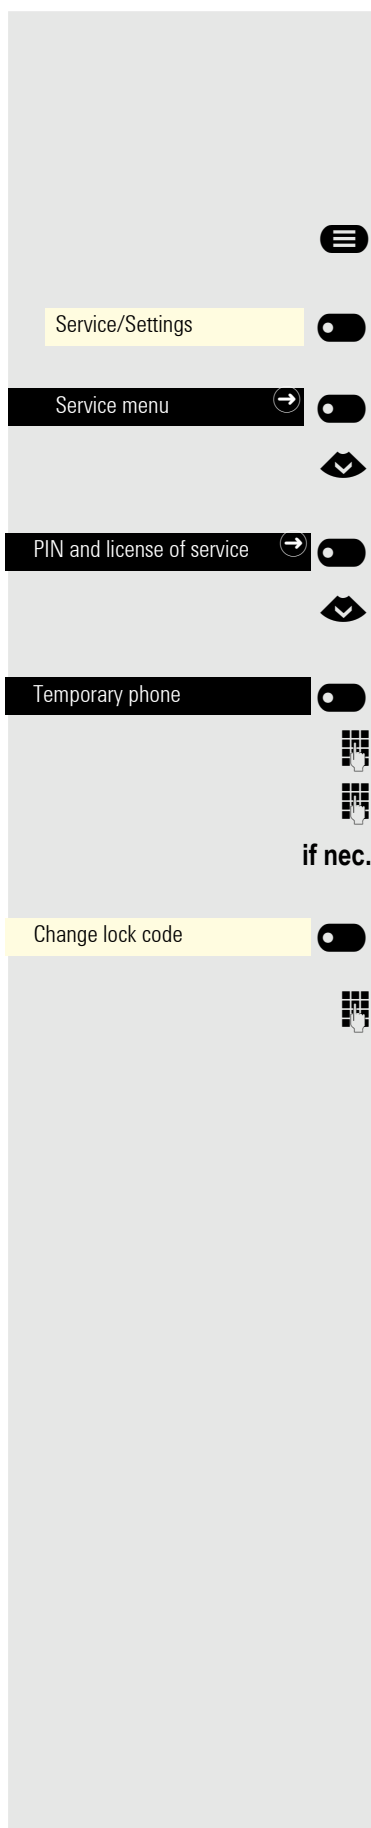 Service/Settings
Service menu
PIN and license of service
Temporary phone
if nec.
Change lock code